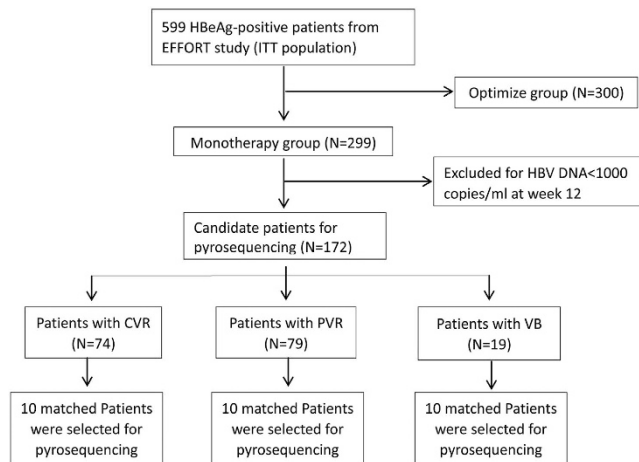 599 HBeAg-positive patients from
EFFORT study (ITT population)
Optimize group (N=300)
Monotherapy group (N=299)
Excluded for HBV DNA<1000
copies/ml at week 12
Candidate patients for
pyrosequencing (N=172)
Patients with CVR
(N=74)
Patients with PVR
(N=79)
Patients with VB
(N=19)
10 matched Patients
were selected for
pyrosequencing
10 matched Patients
were selected for
pyrosequencing
10 matched Patients
were selected for
pyrosequencing